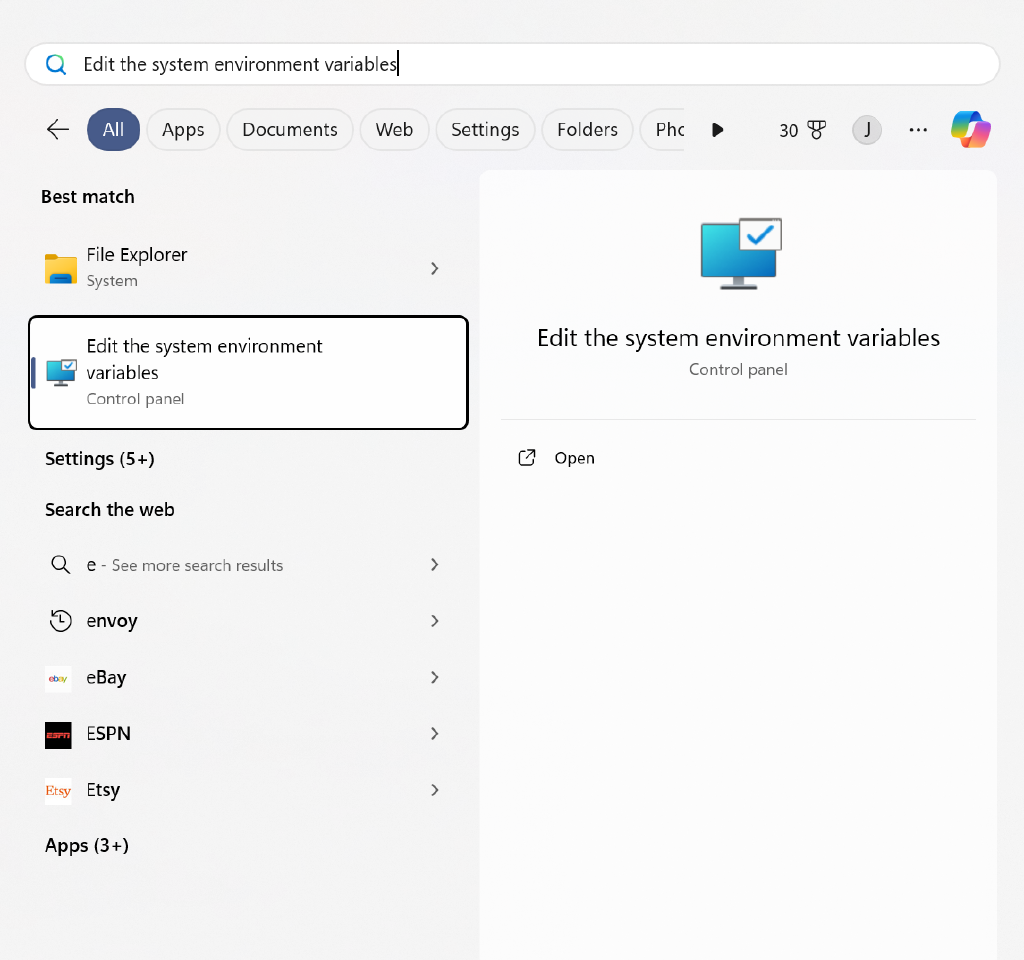 Edit the system environment variables
All
Apps
Documents
Web
Settings
Folders
Pho
30
J
Best match
File Explorer
System
Edit the system environment
variables
Control panel
Settings (5+)
Search the web
e - See more search results
envoy
ebay
eBay
ESPN
ESPN
Etsy
Etsy
Apps (3+)
Edit the system environment variables
Control panel
Open